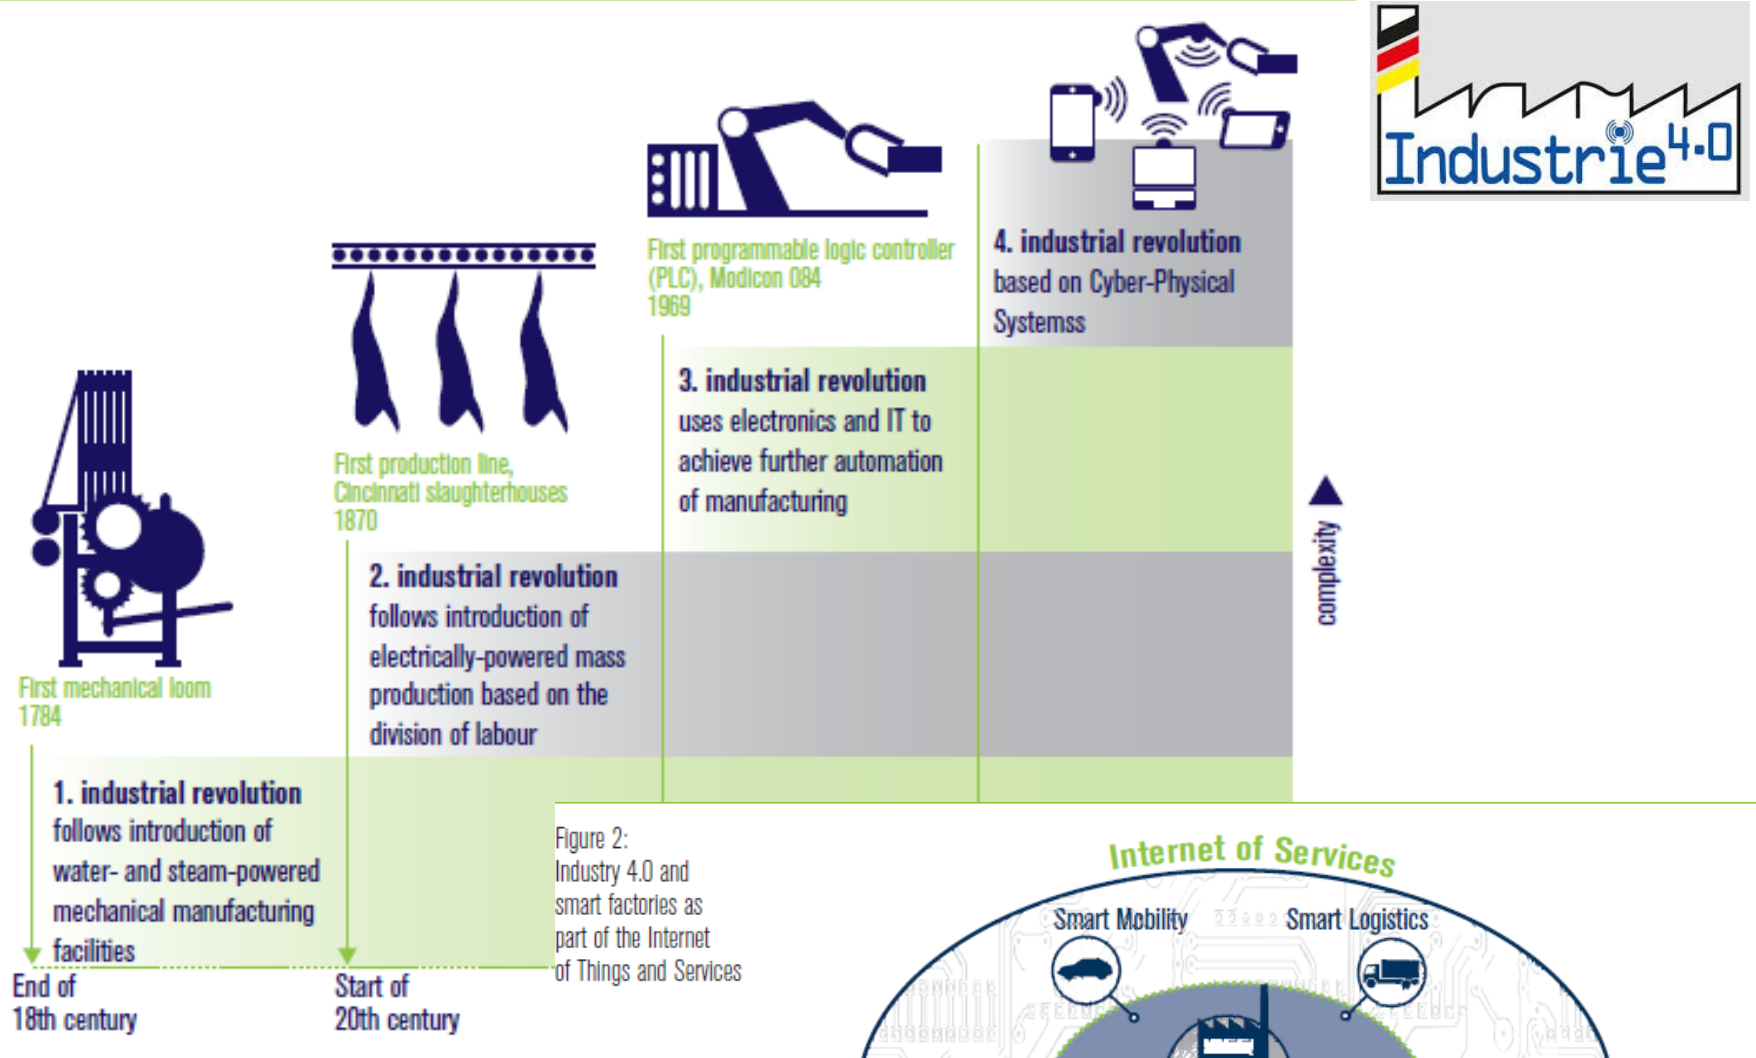 Industrie 4.0
First programmable logic controller
(PLC), Modicon 084
1969
4. industrial revolution
based on Cyber-Physical
Systemss
3. industrial revolution
uses electronics and IT to
achieve further automation
of manufacturing
First production line,
Cincinnati slaughterhouses
1870
complexity
2. industrial revolution
follows introduction of
electrically-powered mass
production based on the
division of labour
First mechanical loom
1784
1. industrial revolution
follows introduction of
water- and steam-powered
mechanical manufacturing
facilities
End of
18th century
Start of
20th century
Figure 2:
Industry 4.0 and
smart factories as
part of the Internet
of Things and Services
Internet of Services
Smart Mobility
Smart Logistics